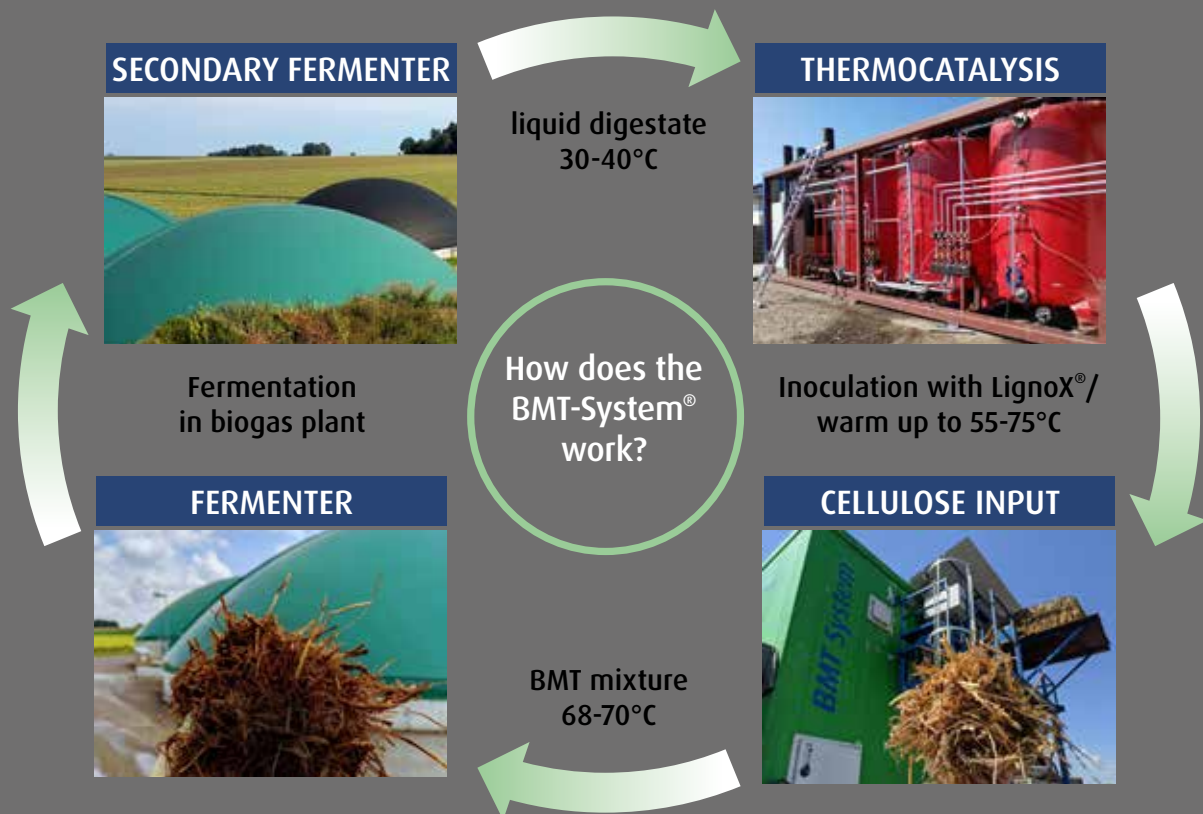 SECONDARY FERMENTER
liquid digestate
30-40°C
THERMOCATALYSIS
Fermentation
in biogas plant
How does the
BMT-System®
work?
Inoculation with LignoX®/
warm up to 55-75°C
FERMENTER
BMT mixture
68-70°C
CELLULOSE INPUT
BMT System